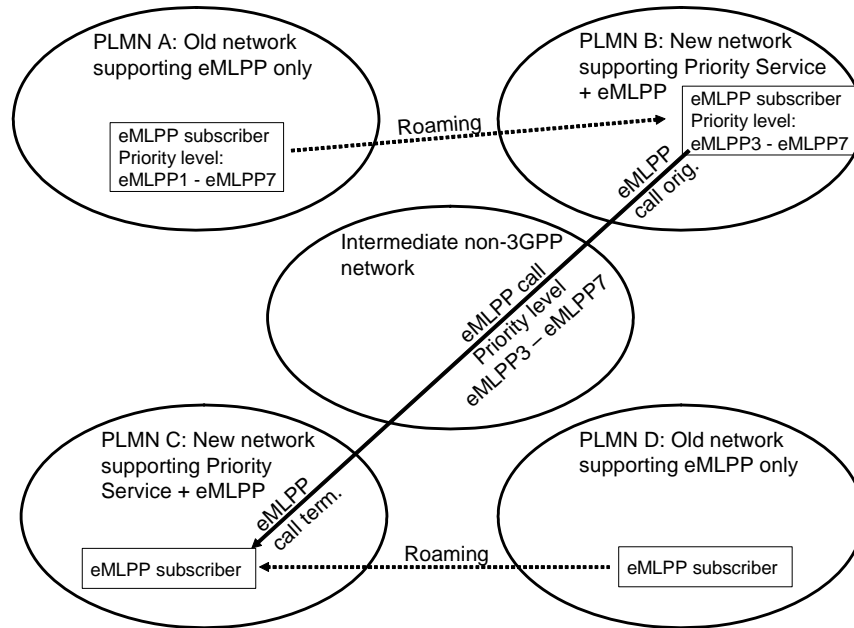 PLMN A: Old network
supporting eMLPP only
eMLPP subscriber
Priority level:
eMLPP1 - eMLPP7
Roaming
PLMN B: New network
supporting Priority Service
+ eMLPP
eMLPP subscriber
Priority level:
eMLPP3 - eMLPP7
eMLPP
call orig.
Intermediate non-3GPP
network
eMLPP call
Priority level
eMLPP3 – eMLPP7
PLMN C: New network
supporting Priority
Service + eMLPP
eMLPP
call term.
eMLPP subscriber
Roaming
PLMN D: Old network
supporting eMLPP only
eMLPP subscriber